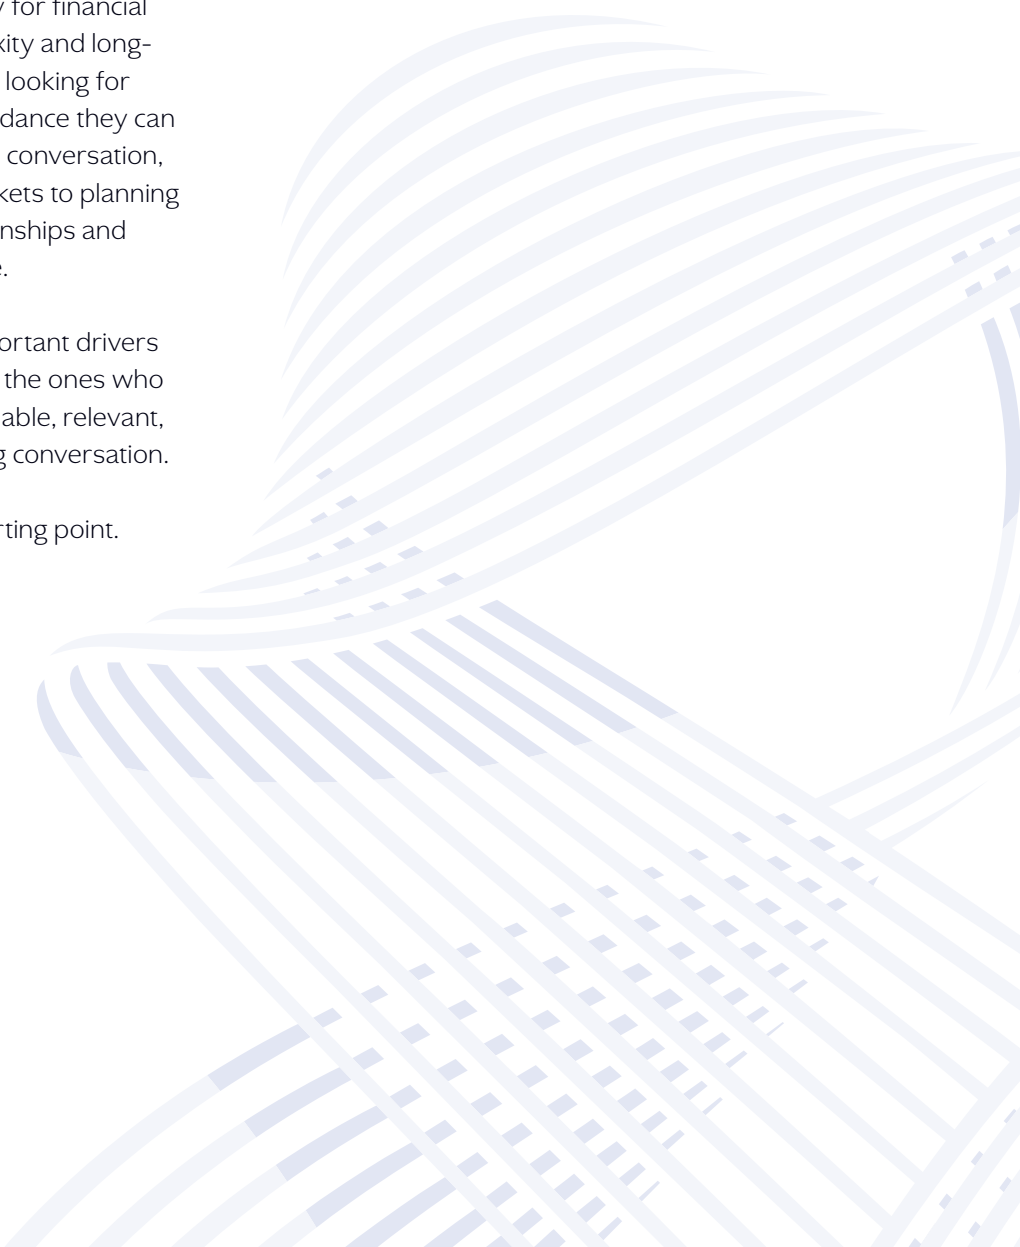 y for financial
xity and long-
looking for
dance they can
conversation,
kets to planning
nships and
e.
ortant drivers
the ones who
able, relevant,
g conversation.
rting point.